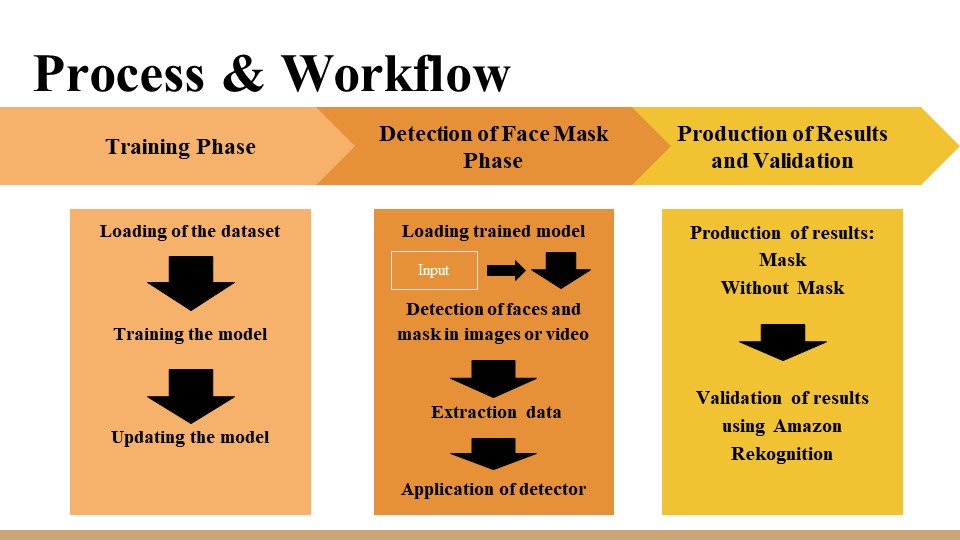 Process & Workflow
Training Phase
Detection of Face Mask
Phase
Production of Results
and Validation
Loading of the dataset
Training the model
Updating the model
Loading trained model
Input
Detection of faces and
mask in images or video
Extraction data
Application of detector
Production of results:
Mask
Without Mask
Validation of results
using Amazon
Rekognition